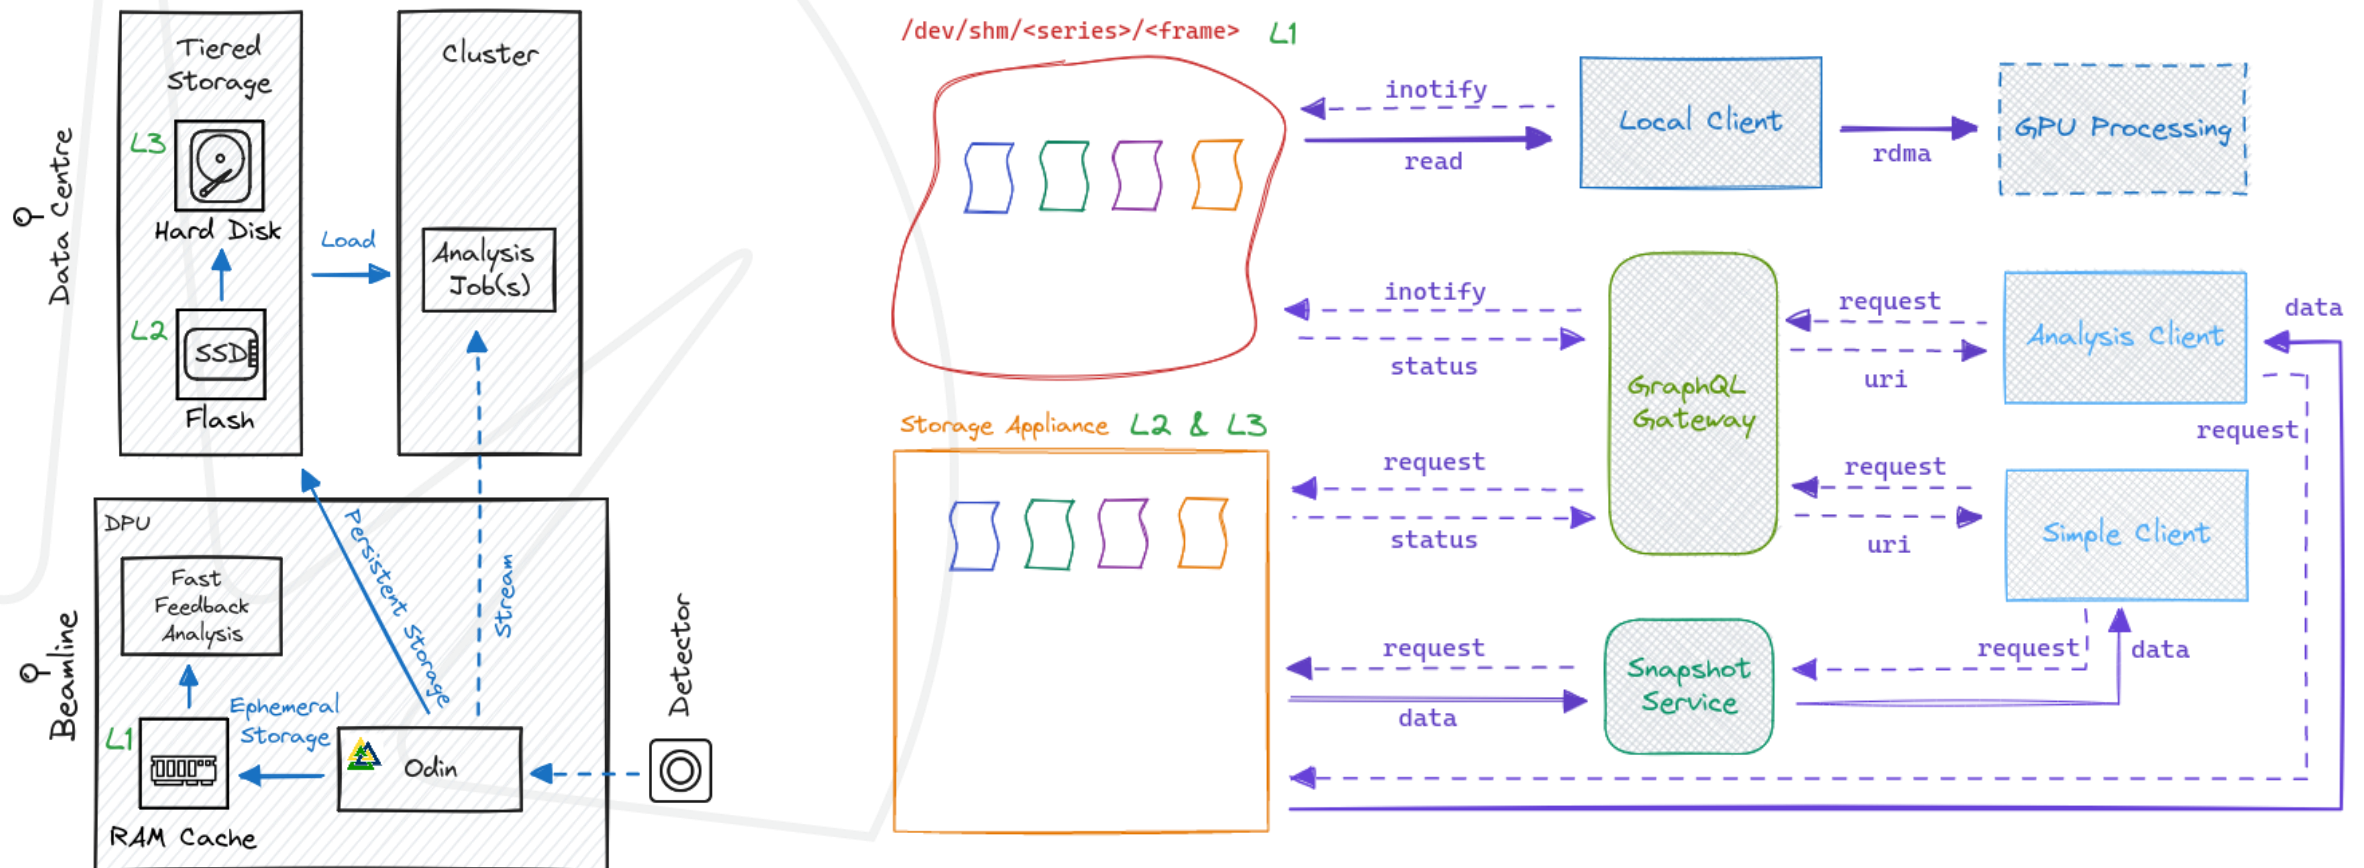 Data Centre
Tiered
Storage
L3
Hard Disk
L2
SSD
Flash
Load
Cluster
Analysis
Job(s)
Beamline
DPU
Fast
Feedback
Analysis
L1
RAM Cache
Ephemeral
Storage
Persistent Storage
Stream
Odin
Detector
/dev/shm/<series>/<frame>
L1
inotify
read
Local Client
rdma
GPU Processing
inotify
status
GraphQL
Gateway
request
uri
Analysis Client
data
request
Storage Appliance
L2 & L3
request
status
request
uri
Simple Client
request
data
Snapshot
Service
request
data